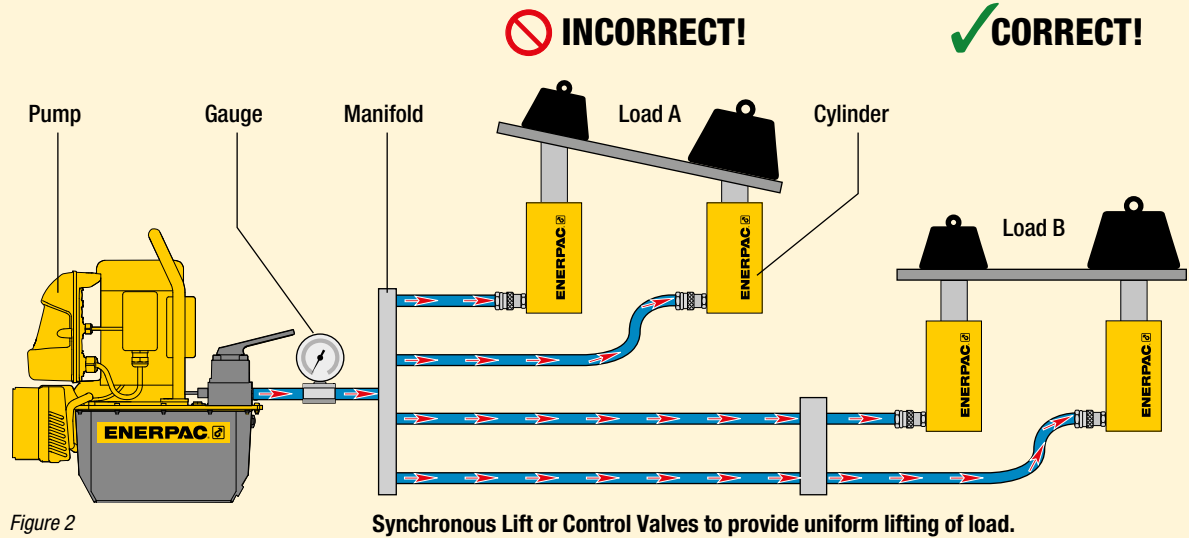 INCORRECT!
CORRECT!
Pump
Gauge
Manifold
Load A
Cylinder
Load B
ENERPAC
ENERPAC
ENERPAC
ENERPAC
ENERPAC
Figure 2
Synchronous Lift or Control Valves to provide uniform lifting of load.